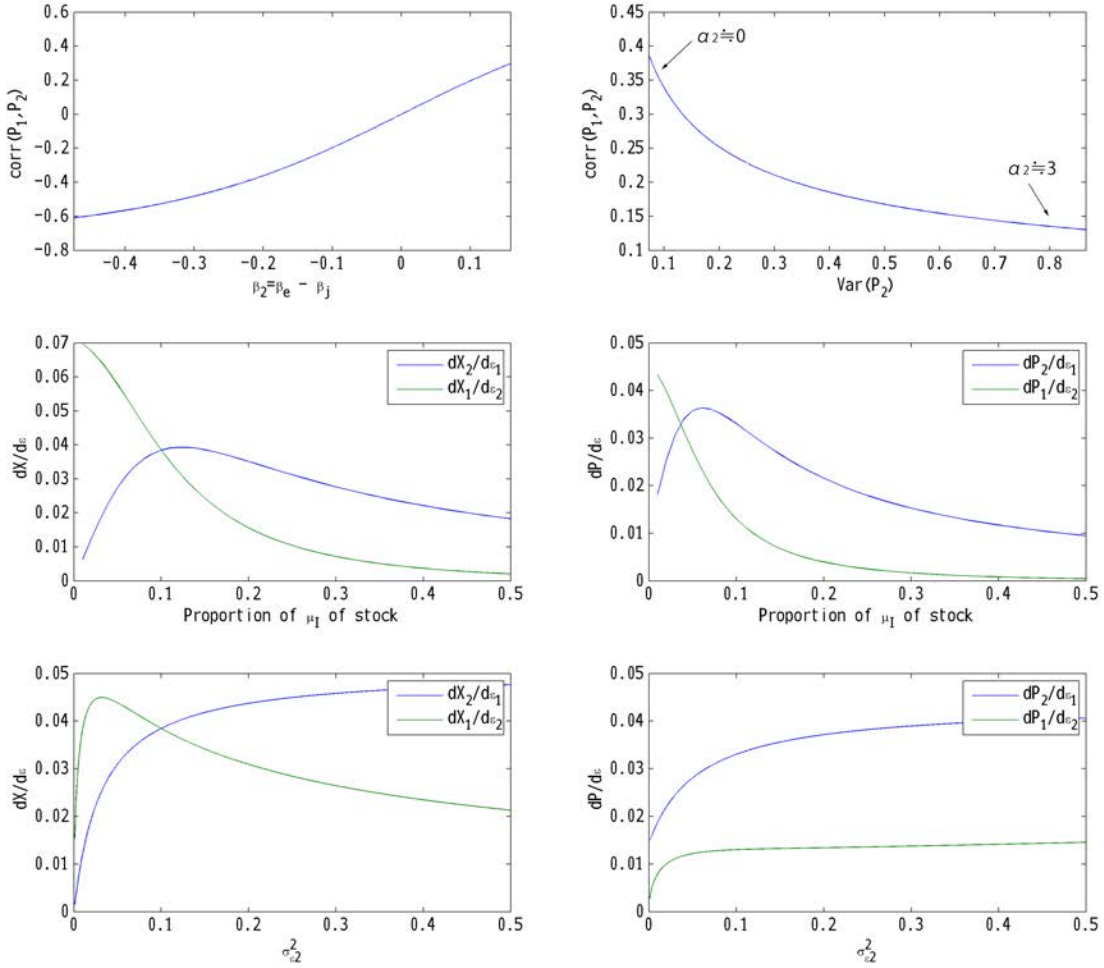 0.6
0.4
0.2
0
−0.2
−0.4
−0.6
−0.8
corr(P1,P2)
−0.4 −0.3 −0.2 −0.1 0 0.1
β2=βe − βj
0.45
0.4
0.35
0.3
0.25
0.2
0.15
0.1
corr(P1,P2)
α2≒0
α2≒3
0.1 0.2 0.3 0.4 0.5 0.6 0.7 0.8
Var(P2)
0.07
0.06
0.05
0.04
0.03
0.02
0.01
0
dX/dε
dX2/dε1
dX1/dε2
0 0.1 0.2 0.3 0.4 0.5
Proportion of μI of stock
0.05
0.04
0.03
0.02
0.01
0
dP/dε
dP2/dε1
dP1/dε2
0 0.1 0.2 0.3 0.4 0.5
Proportion of μI of stock
0.05
0.04
0.03
0.02
0.01
0
dX/dε
dX2/dε1
dX1/dε2
0 0.1 0.2 0.3 0.4 0.5
σ²ε2
0.05
0.04
0.03
0.02
0.01
0
dP/dε
dP2/dε1
dP1/dε2
0 0.1 0.2 0.3 0.4 0.5
σ²ε2